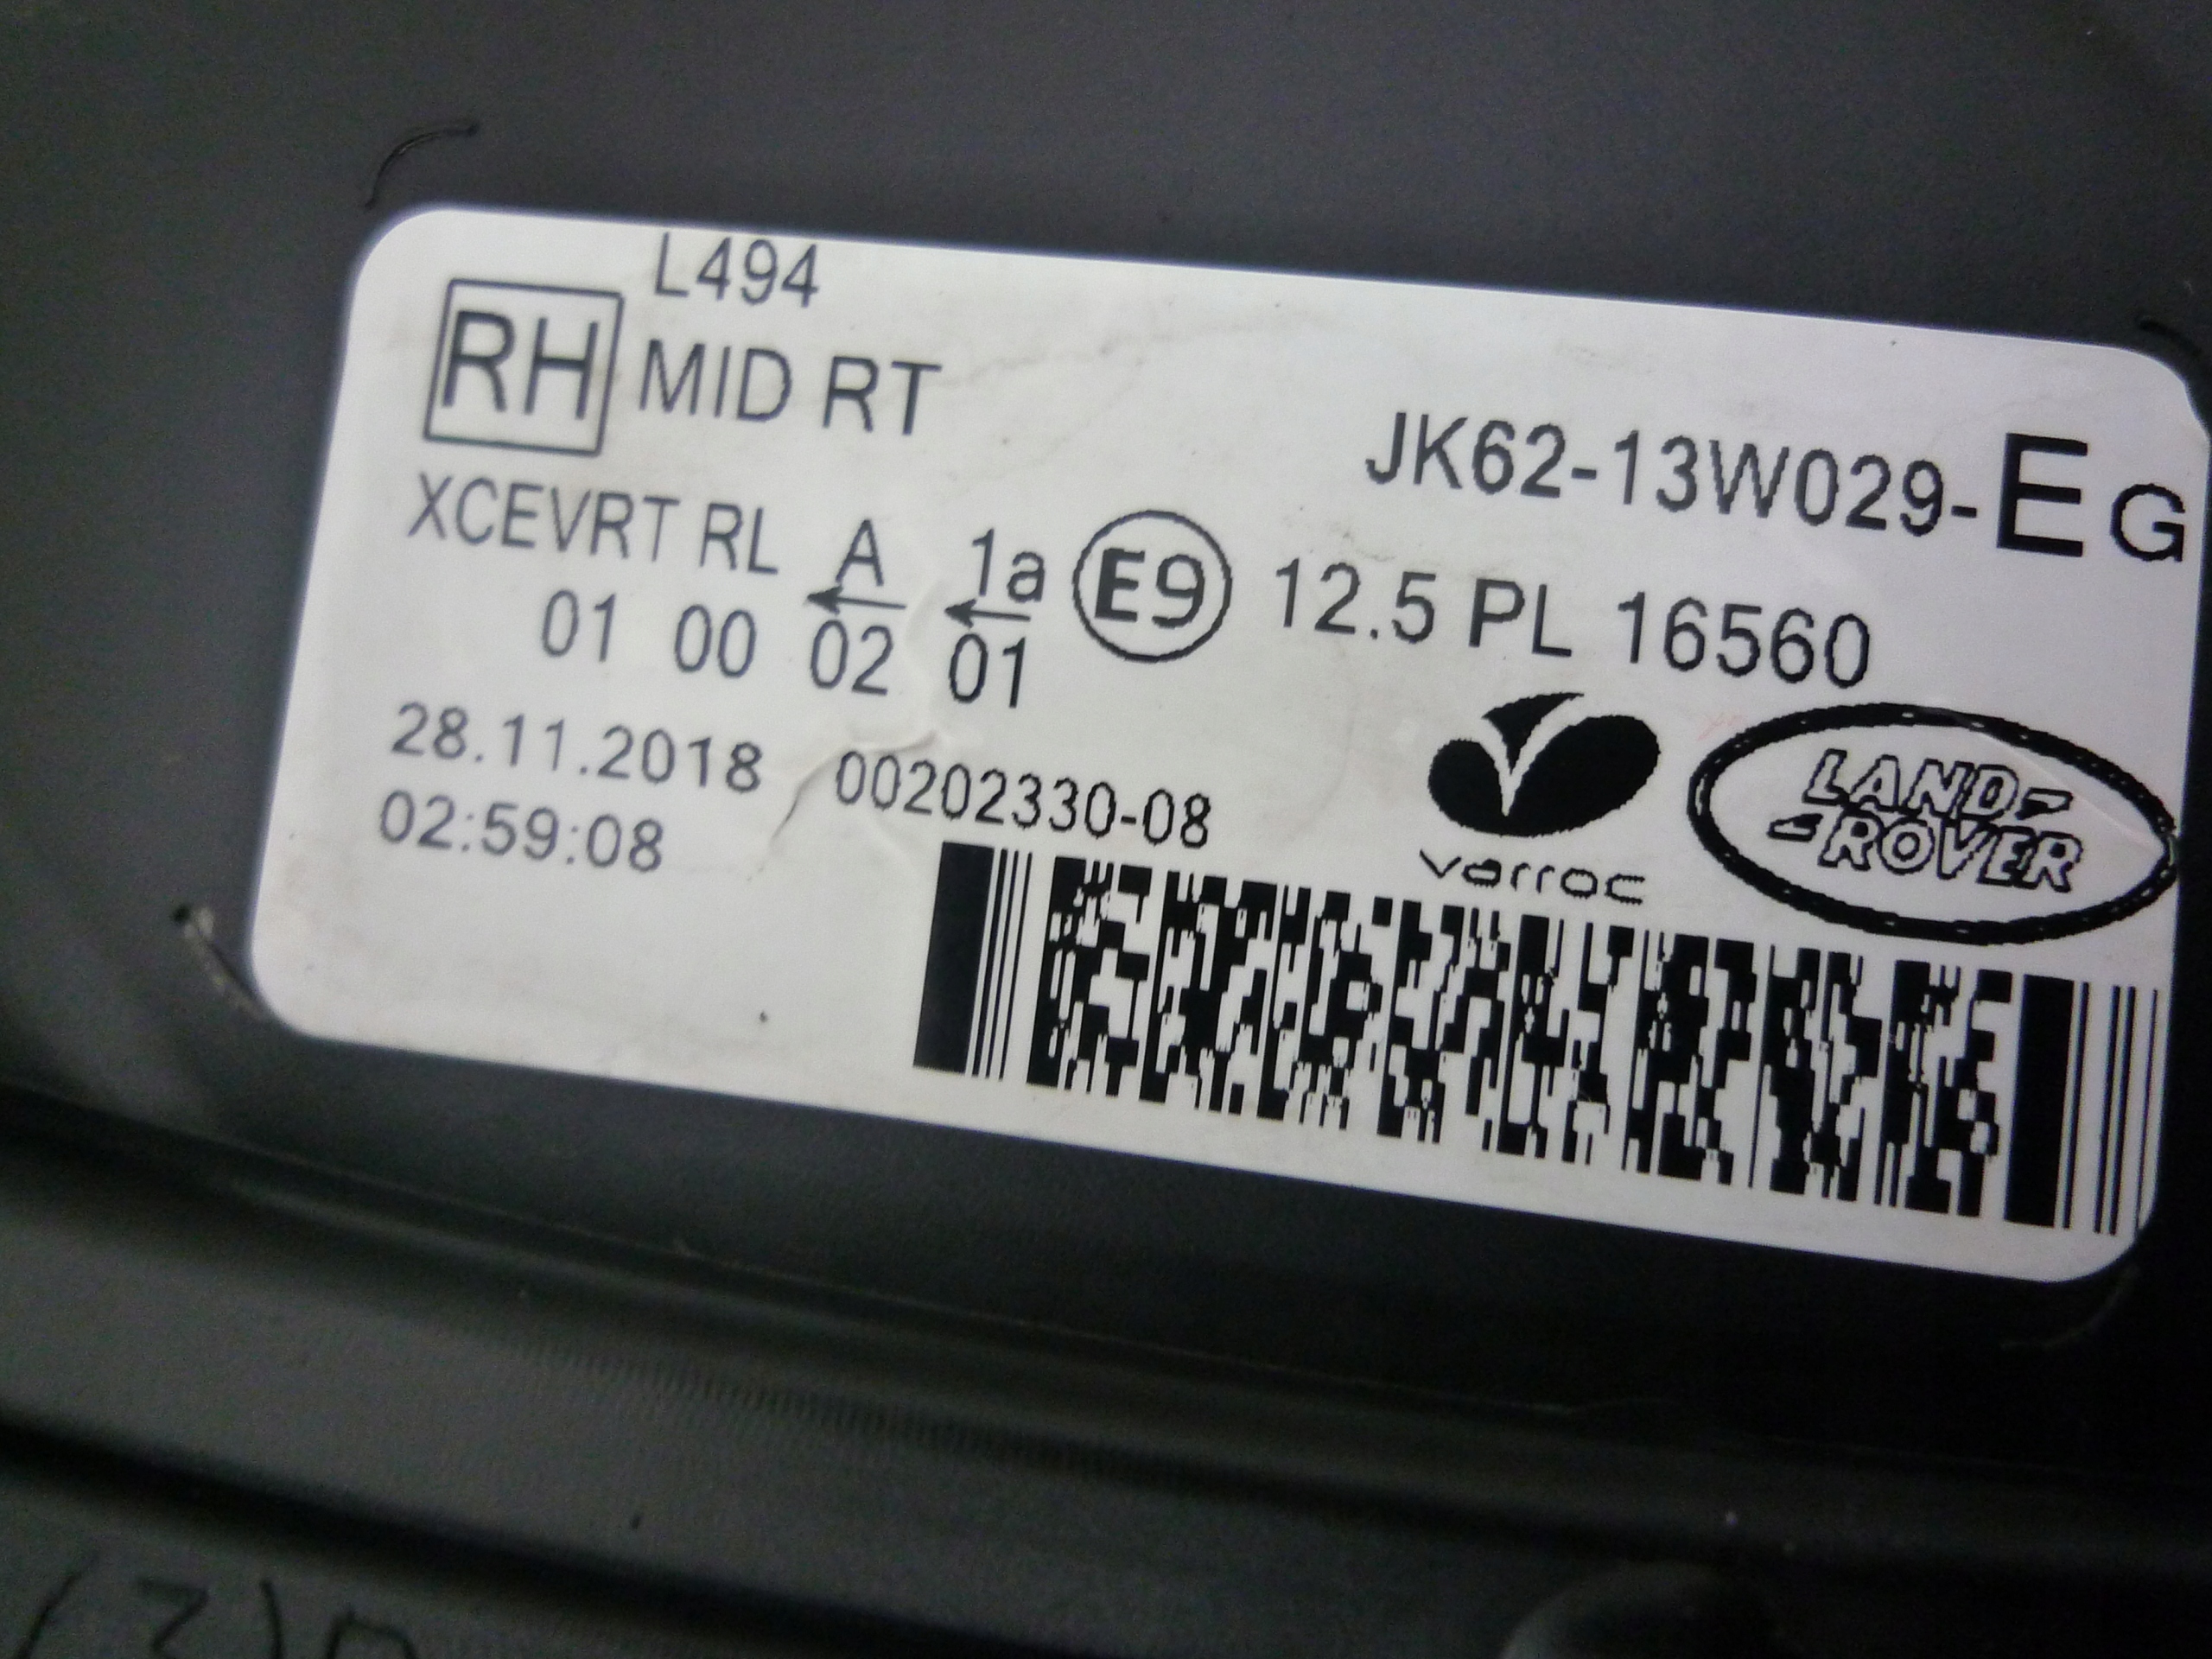 L494
RH MID RT
JK62-13W029-EG
XCEVRT RL A 1a E9 12.5 PL 16560
01 00 02 01
28.11.2018 00202330-08
02:59:08
varroc
LAND-
-ROVER